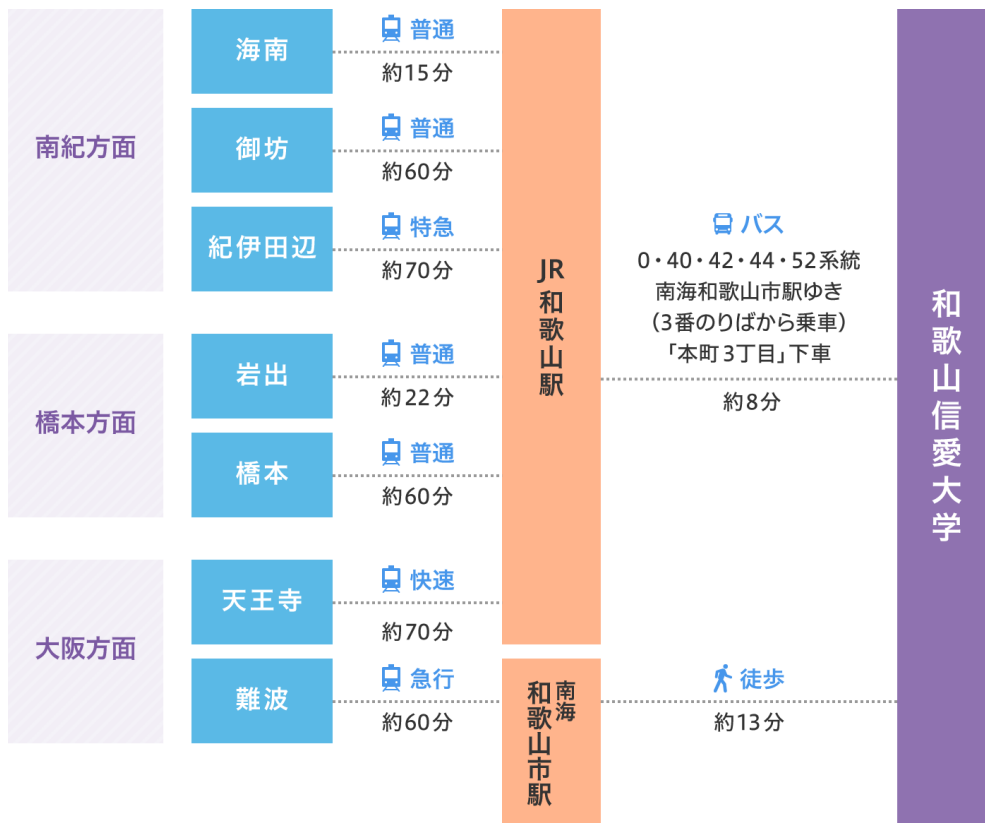 南紀方面
海南
普通
約15分
御坊
普通
約60分
紀伊田辺
特急
約70分
橋本方面
岩出
普通
約22分
橋本
普通
約60分
大阪方面
天王寺
快速
約70分
難波
急行
約60分
JR和歌山駅
南海
和歌山市駅
バス
0・40・42・44・52系統
南海和歌山市駅ゆき
（3番のりばから乗車）
「本町3丁目」下車
約8分
徒歩
約13分
和歌山信愛大学